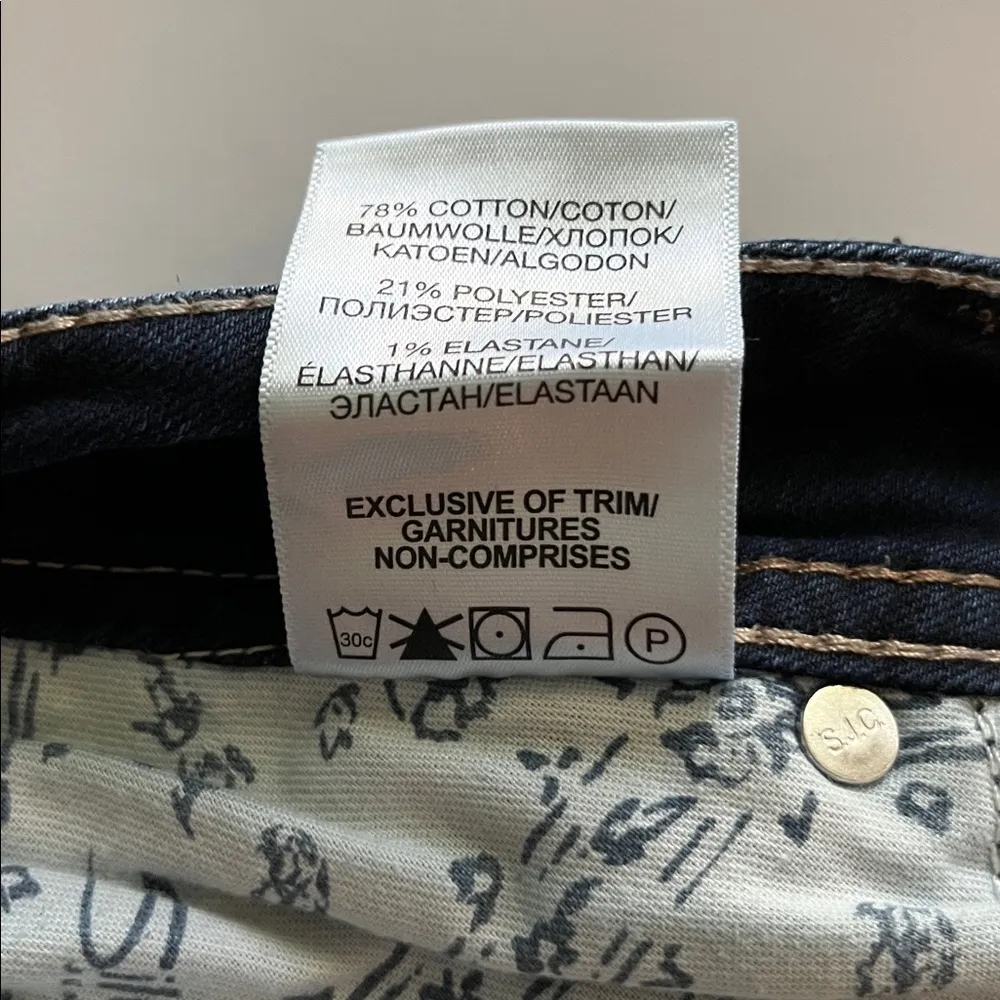 78% COTTON/COTON/
BAUMWOLLE/ХЛОПОК/
KATOEN/ALGODON
21% POLYESTER/
ПОЛИЭСТЕР/POLIESTER
1% ELASTANE/
ÉLASTHANNE/ELASTHAN/
ЭЛАСТАН/ELASTAAN
EXCLUSIVE OF TRIM/
GARNITURES
NON-COMPRISES
30c
P
S.J.C.
S